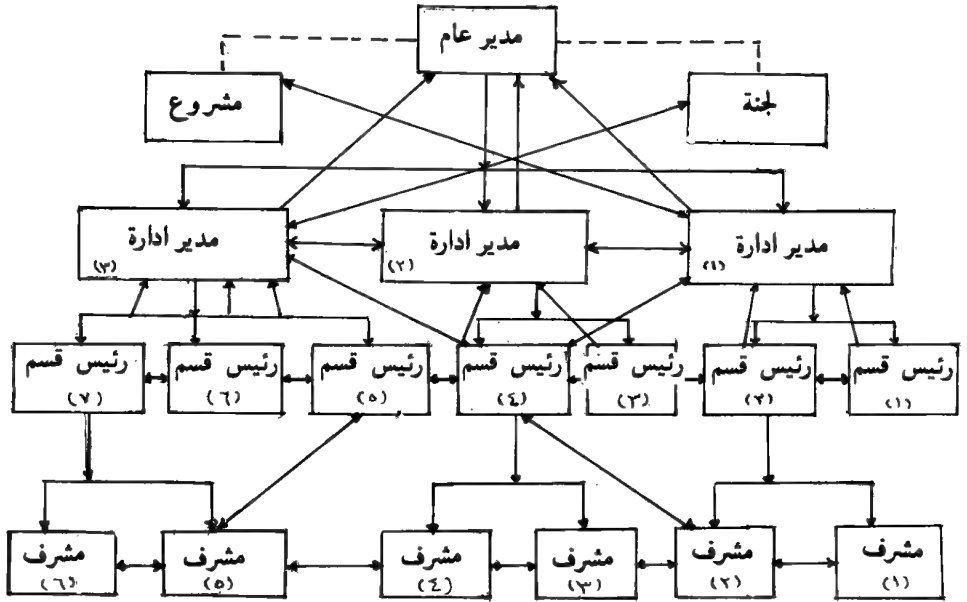 مدير عام
لجنة
مشروع
مدير ادارة
(١)
مدير ادارة
(٢)
مدير ادارة
(٣)
رئيس قسم
(١)
رئيس قسم
(٢)
رئيس قسم
(٣)
رئيس قسم
(٤)
رئيس قسم
(٥)
رئيس قسم
(٦)
رئيس قسم
(٧)
مشرف
(١)
مشرف
(٢)
مشرف
(٣)
مشرف
(٤)
مشرف
(٥)
مشرف
(٦)